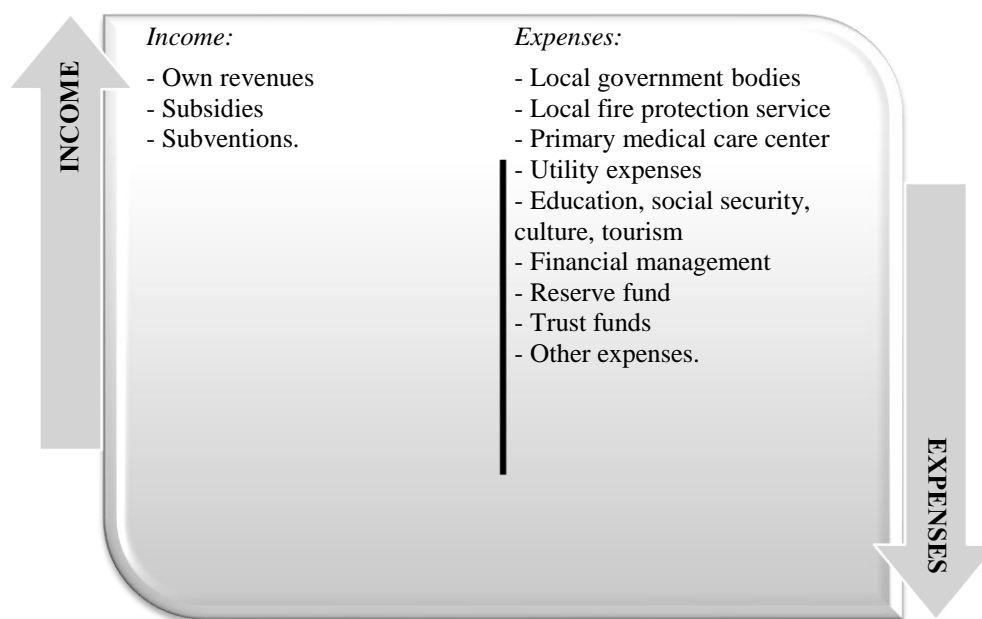 INCOME
Income:
- Own revenues
- Subsidies
- Subventions.
Expenses:
- Local government bodies
- Local fire protection service
- Primary medical care center
- Utility expenses
- Education, social security,
culture, tourism
- Financial management
- Reserve fund
- Trust funds
- Other expenses.
EXPENSES